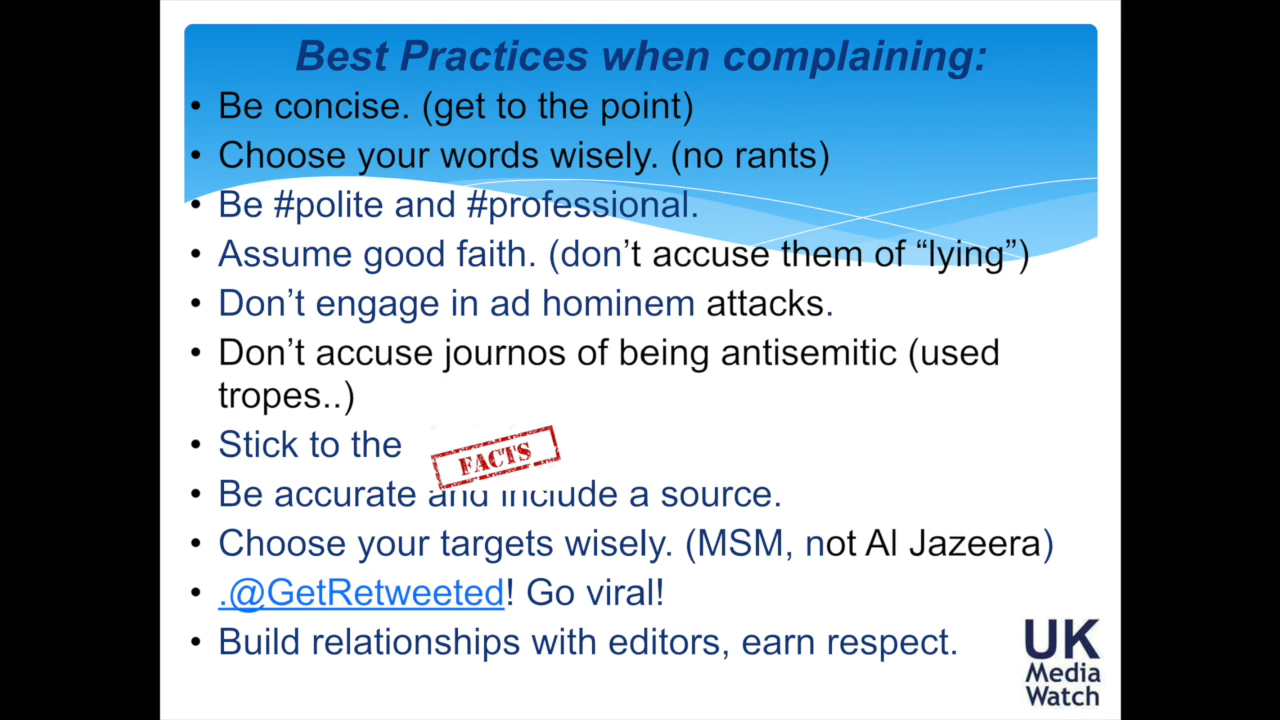 Best Practices when complaining:
• Be concise. (get to the point)
• Choose your words wisely. (no rants)
• Be #polite and #professional.
• Assume good faith. (don’t accuse them of “lying”)
• Don’t engage in ad hominem attacks.
• Don’t accuse journos of being antisemitic (used
tropes..)
• Stick to the FACTS
• Be accurate and include a source.
• Choose your targets wisely. (MSM, not Al Jazeera)
• .@GetRetweeted! Go viral!
• Build relationships with editors, earn respect.
UK
Media
Watch